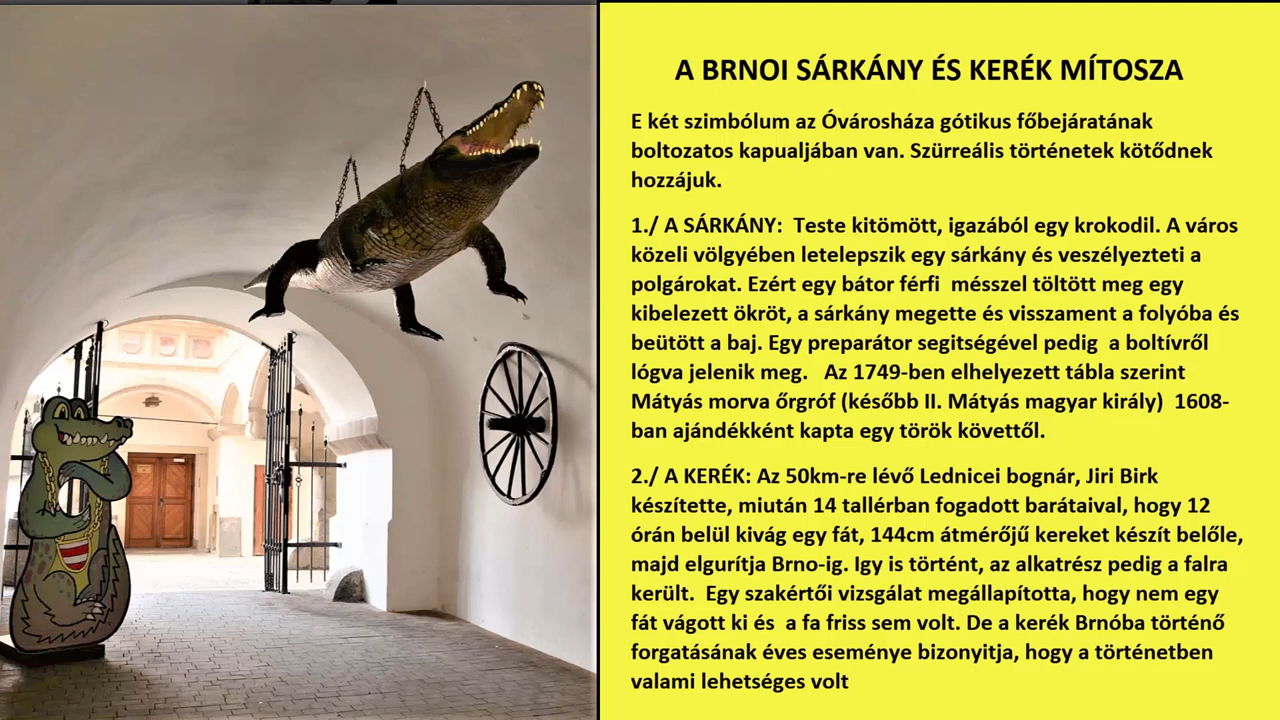 A BRNOI SÁRKÁNY ÉS KERÉK MÍTOSZA
E két szimbólum az Óvárosháza gótikus főbejáratának
boltozatos kapualjában van. Szürreális történetek kötődnek
hozzájuk.
1./ A SÁRKÁNY: Teste kitömött, igazából egy krokodil. A város
közeli völgyében letelepszik egy sárkány és veszélyezteti a
polgárokat. Ezért egy bátor férfi mésszel töltött meg egy
kibelezett ökröt, a sárkány megette és visszament a folyóba és
beütött a baj. Egy preparátor segitségével pedig a boltívről
lógva jelenik meg. Az 1749-ben elhelyezett tábla szerint
Mátyás morva őrgróf (később II. Mátyás magyar király) 1608-
ban ajándékként kapta egy török követtől.
2./ A KERÉK: Az 50km-re lévő Lednicei bognár, Jiri Birk
készítette, miután 14 tallérban fogadott barátaival, hogy 12
órán belül kivág egy fát, 144cm átmérőjű kereket készít belőle,
majd elgurítja Brno-ig. Igy is történt, az alkatrész pedig a falra
került. Egy szakértői vizsgálat megállapította, hogy nem egy
fát vágott ki és a fa friss sem volt. De a kerék Brnóba történő
forgatásának éves eseménye bizonyitja, hogy a történetben
valami lehetséges volt